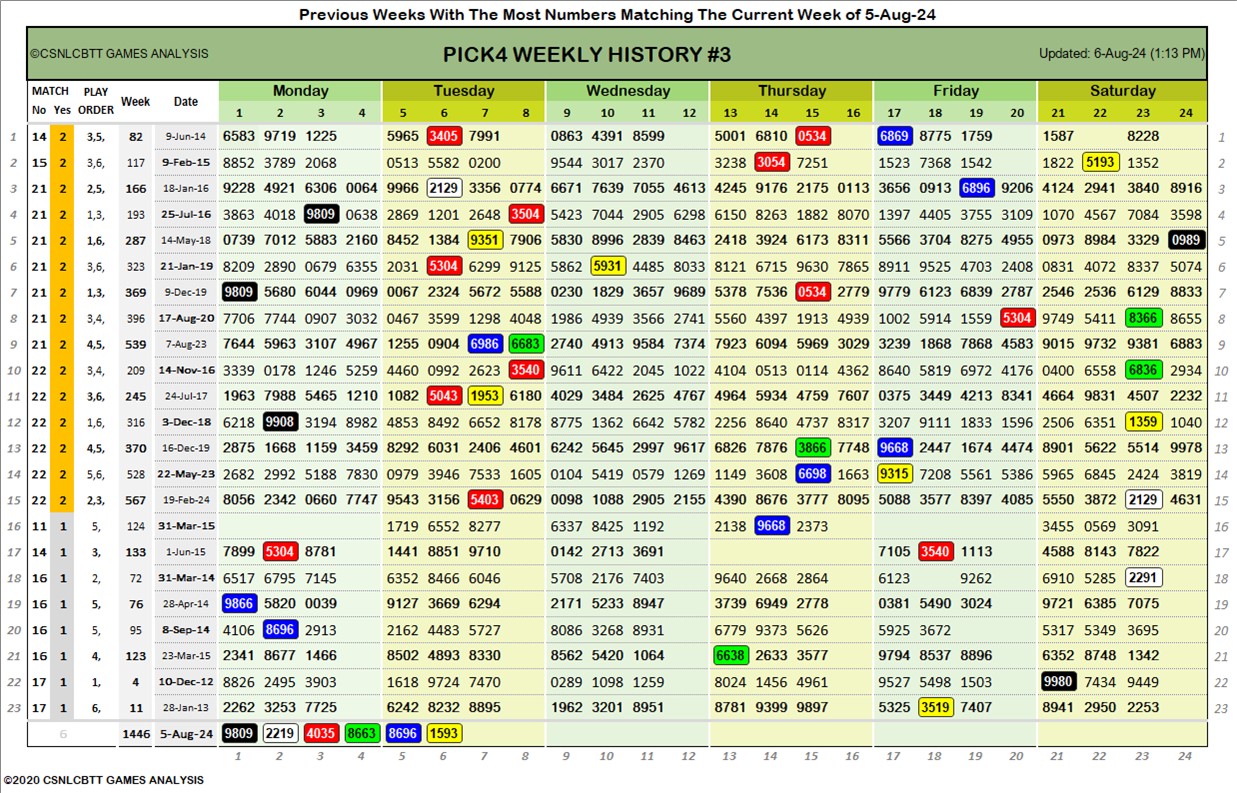 Previous Weeks With The Most Numbers Matching The Current Week of 5-Aug-24
©CSNLCBTT GAMES ANALYSIS PICK4 WEEKLY HISTORY #3 Updated: 6-Aug-24 (1:13 PM)
MATCH PLAY Week Date Monday Tuesday Wednesday Thursday Friday Saturday
No Yes ORDER 1 2 3 4 5 6 7 8 9 10 11 12 13 14 15 16 17 18 19 20 21 22 23 24
1 14 2 3,5, 82 9-Jun-14 6583 9719 1225 5965 3405 7991 0863 4391 8599 5001 6810 0534 6869 8775 1759 1587 8228 1
2 15 2 3,6, 117 9-Feb-15 8852 3789 2068 0513 5582 0200 9544 3017 2370 3238 3054 7251 1523 7368 1542 1822 5193 1352 2
3 21 2 2,5, 166 18-Jan-16 9228 4921 6306 0064 9966 2129 3356 0774 6671 7639 7055 4613 4245 9176 2175 0113 3656 0913 6896 9206 4124 2941 3840 8916 3
4 21 2 1,3, 193 25-Jul-16 3863 4018 9809 0638 2869 1201 2648 3504 5423 7044 2905 6298 6150 8263 1882 8070 1397 4405 3755 3109 1070 4567 7084 3598 4
5 21 2 1,6, 287 14-May-18 0739 7012 5883 2160 8452 1384 9351 7906 5830 8996 2839 8463 2418 3924 6173 8311 5566 3704 8275 4955 0973 8984 3329 0989 5
6 21 2 3,6, 323 21-Jan-19 8209 2890 0679 6355 2031 5304 6299 9125 5862 5931 4485 8033 8121 6715 9630 7865 8911 9525 4703 2408 0831 4072 8337 5074 6
7 21 2 1,3, 369 9-Dec-19 9809 5680 6044 0969 0067 2324 5672 5588 0230 1829 3657 9689 5378 7536 0534 2779 9779 6123 6839 2787 2546 2536 6129 8833 7
8 21 2 3,4, 396 17-Aug-20 7706 7744 0907 3032 0467 3599 1298 4048 1986 4939 3566 2741 5560 4397 1913 4939 1002 5914 1559 5304 9749 5411 8366 8655 8
9 21 2 4,5, 539 7-Aug-23 7644 5963 3107 4967 1255 0904 6986 6683 2740 4913 9584 7374 7923 6094 5969 3029 3239 1868 7868 4583 9015 9732 9381 6883 9
10 22 2 3,4, 209 14-Nov-16 3339 0178 1246 5259 4460 0992 2623 3540 9611 6422 2045 1022 4104 0513 0114 4362 8640 5819 6972 4176 0400 6558 6836 2934 10
11 22 2 3,6, 245 24-Jul-17 1963 7988 5465 1210 1082 5043 1953 6180 4029 3484 2625 4767 4964 5934 4759 7607 0375 3449 4213 8341 4664 9831 4507 2232 11
12 22 2 1,6, 316 3-Dec-18 6218 9908 3194 8982 4853 8492 6652 8178 8775 1362 6642 5782 2256 8640 4737 8317 3207 9111 1833 1596 2506 6351 1359 1040 12
13 22 2 4,5, 370 16-Dec-19 2875 1668 1159 3459 8292 6031 2406 4601 6242 5645 2997 9617 6826 7876 3866 7748 9668 2447 1674 4474 8901 5622 5514 9978 13
14 22 2 5,6, 528 22-May-23 2682 2992 5188 7830 0979 3946 7533 1605 0104 5419 0579 1269 1149 3608 6698 1663 9315 7208 5561 5386 5965 6845 2424 3819 14
15 22 2 2,3, 567 19-Feb-24 8056 2342 0660 7747 9543 3156 5403 0629 0098 1088 2905 2155 4390 8676 3777 8095 5088 5377 8397 4085 5550 3872 2129 4631 15
16 11 1 5, 124 31-Mar-15 1719 6552 8277 6337 8425 1192 2138 9668 2373 3455 0569 3091 16
17 14 1 3, 133 1-Jun-15 7899 5304 8781 1441 8851 9710 0142 2713 3691 7105 3540 1113 4588 8143 7822 17
18 16 1 2, 72 31-Mar-14 6517 6795 7145 6352 8466 6046 5708 2176 7403 9640 2668 2864 6123 9262 6910 5285 2291 18
19 16 1 5, 76 28-Apr-14 9866 5820 0039 9127 3669 6294 2171 5233 8947 3739 6949 2778 0381 5490 3024 9721 6385 7075 19
20 16 1 5, 95 8-Sep-14 4106 8696 2913 2162 4483 5727 8086 3268 8931 6779 9373 5626 5925 3672 5317 5349 3695 20
21 16 1 4, 123 23-Mar-15 2341 8677 1466 8502 4893 8330 8562 5420 1064 6638 2633 3577 9794 8537 8896 6352 8748 1342 21
22 17 1 1, 4 10-Dec-12 8826 2495 3903 1618 9724 7470 0289 1098 1259 8024 1456 4961 9527 5498 1503 9980 7434 9449 22
23 17 1 6, 11 28-Jan-13 2262 3253 7725 6242 8232 8895 1962 3201 8951 8781 9399 9897 5325 3519 7407 8941 2950 2253 23
6 1446 5-Aug-24 9809 2219 4035 8663 8696 1593
1 2 3 4 5 6 7 8 9 10 11 12 13 14 15 16 17 18 19 20 21 22 23 24
©2020 CSNLCBTT GAMES ANALYSIS